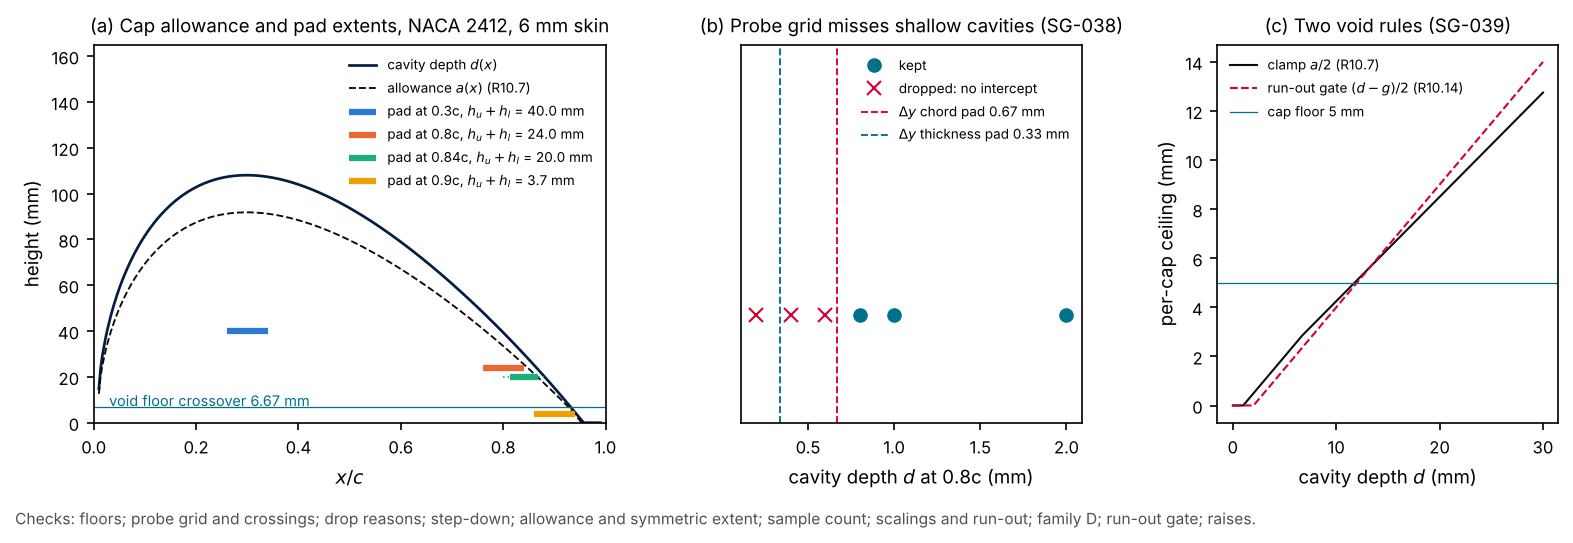 (a) Cap allowance and pad extents, NACA 2412, 6 mm skin
height (mm)
160
140
120
100
80
60
40
20
0
cavity depth d(x)
allowance a(x) (R10.7)
pad at 0.3c, hᵤ + hₗ = 40.0 mm
pad at 0.8c, hᵤ + hₗ = 24.0 mm
pad at 0.84c, hᵤ + hₗ = 20.0 mm
pad at 0.9c, hᵤ + hₗ = 3.7 mm
void floor crossover 6.67 mm
0.0 0.2 0.4 0.6 0.8 1.0
x/c
(b) Probe grid misses shallow cavities (SG-038)
kept
dropped: no intercept
Δy chord pad 0.67 mm
Δy thickness pad 0.33 mm
0.5 1.0 1.5 2.0
cavity depth d at 0.8c (mm)
(c) Two void rules (SG-039)
per-cap ceiling (mm)
14
12
10
8
6
4
2
0
clamp a/2 (R10.7)
run-out gate (d − g)/2 (R10.14)
cap floor 5 mm
0 10 20 30
cavity depth d (mm)
Checks: floors; probe grid and crossings; drop reasons; step-down; allowance and symmetric extent; sample count; scalings and run-out; family D; run-out gate; raises.